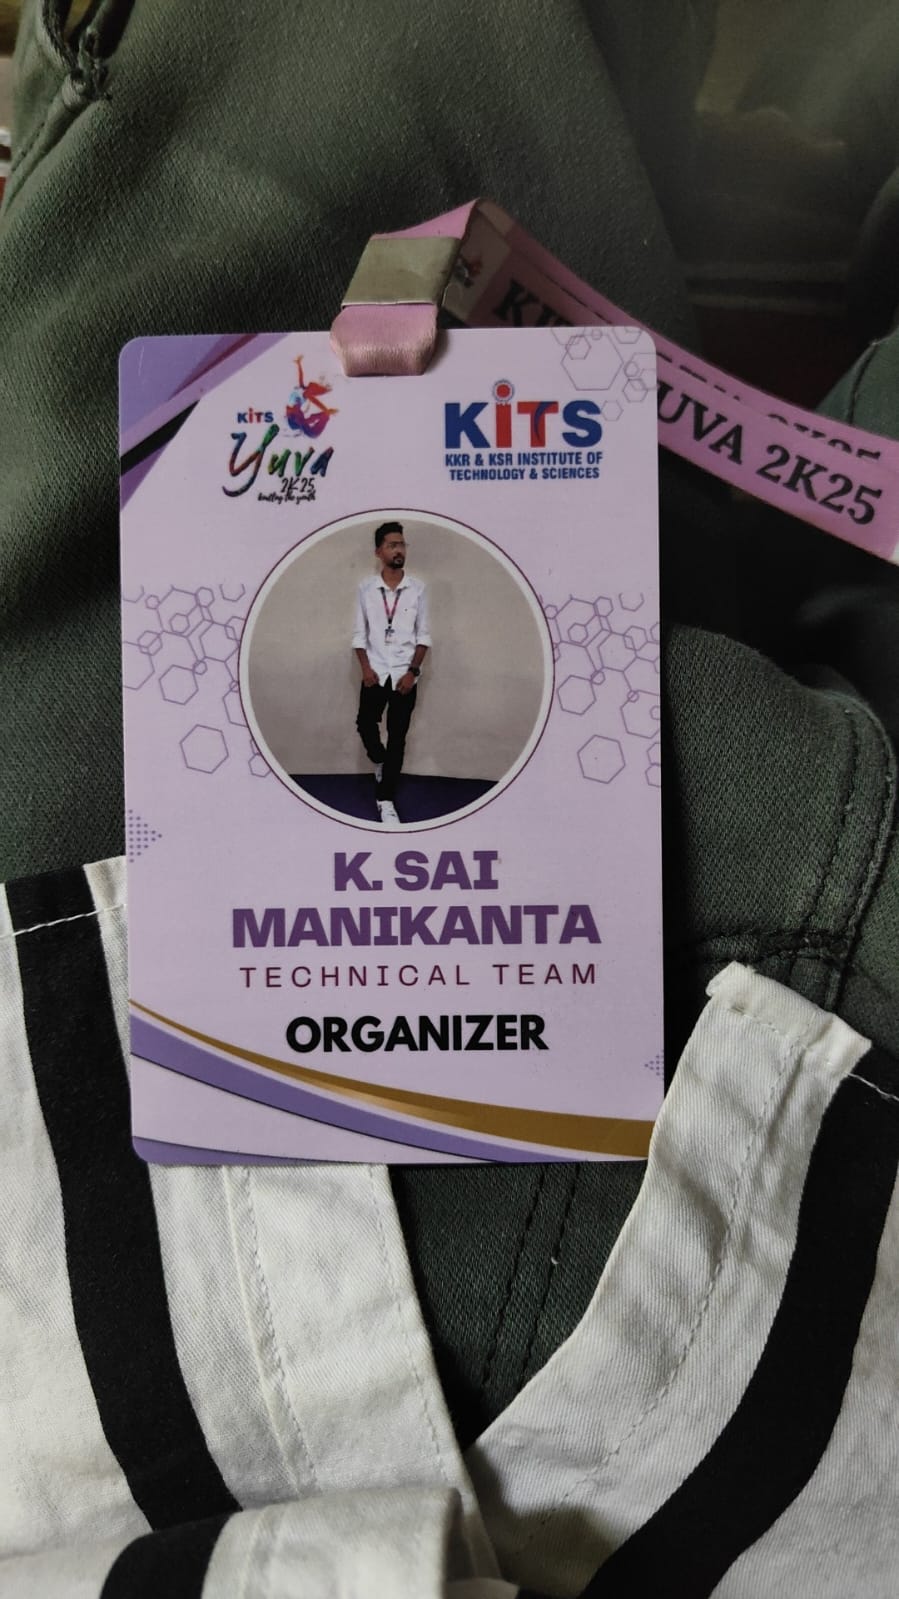 KITS
Yuva
2K25
KiTS
KKR & KSR INSTITUTE OF
TECHNOLOGY & SCIENCES
UVA 2K25
K. SAI
MANIKANTA
TECHNICAL TEAM
ORGANIZER